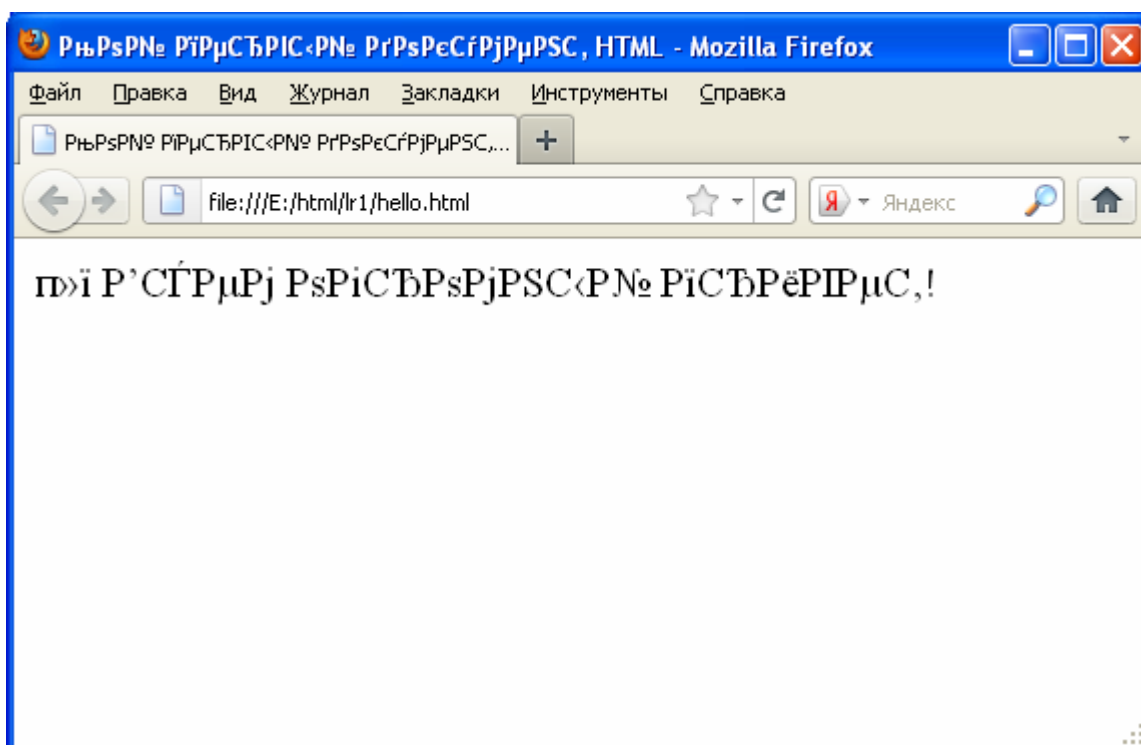 РњРѕР№ РїРµСЂРІС‹Р№ РґРѕРєСѓРјРµРЅС‚ HTML - Mozilla Firefox
Файл Правка Вид Журнал Закладки Инструменты Справка
РњРѕР№ РїРµСЂРІС‹Р№ РґРѕРєСѓРјРµРЅС‚...
file:///E:/html/lr1/hello.html Я Яндекс
п»ї Р’СЃРµРј РѕРіСЂРѕРјРЅС‹Р№ РїСЂРёРІРµС‚!